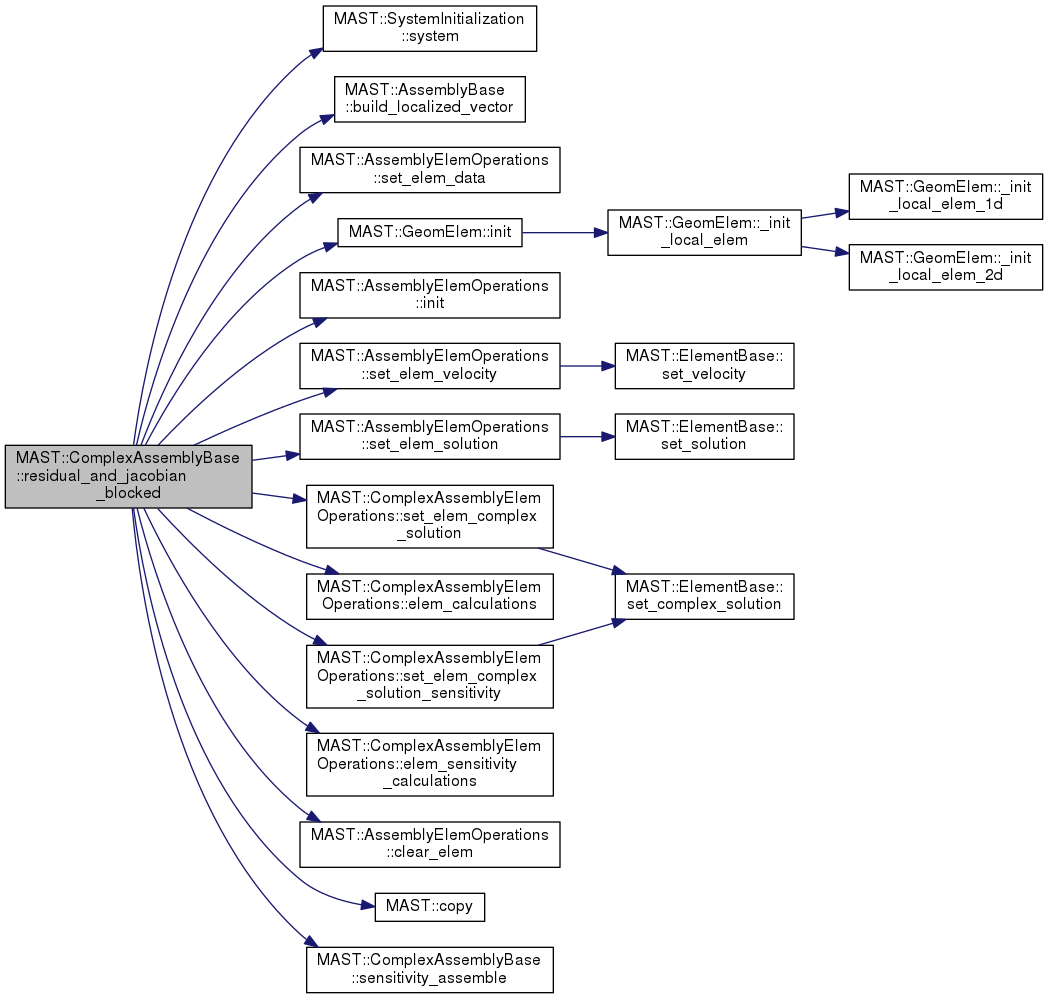 MAST::SystemInitialization
::system
MAST::AssemblyBase
::build_localized_vector
MAST::AssemblyElemOperations
::set_elem_data
MAST::GeomElem::init
MAST::GeomElem::_init
_local_elem
MAST::GeomElem::_init
_local_elem_1d
MAST::GeomElem::_init
_local_elem_2d
MAST::AssemblyElemOperations
::init
MAST::AssemblyElemOperations
::set_elem_velocity
MAST::ElementBase::
set_velocity
MAST::AssemblyElemOperations
::set_elem_solution
MAST::ElementBase::
set_solution
MAST::ComplexAssemblyBase
::residual_and_jacobian
_blocked
MAST::ComplexAssemblyElem
Operations::set_elem_complex
_solution
MAST::ComplexAssemblyElem
Operations::elem_calculations
MAST::ElementBase::
set_complex_solution
MAST::ComplexAssemblyElem
Operations::set_elem_complex
_solution_sensitivity
MAST::ComplexAssemblyElem
Operations::elem_sensitivity
_calculations
MAST::AssemblyElemOperations
::clear_elem
MAST::copy
MAST::ComplexAssemblyBase
::sensitivity_assemble